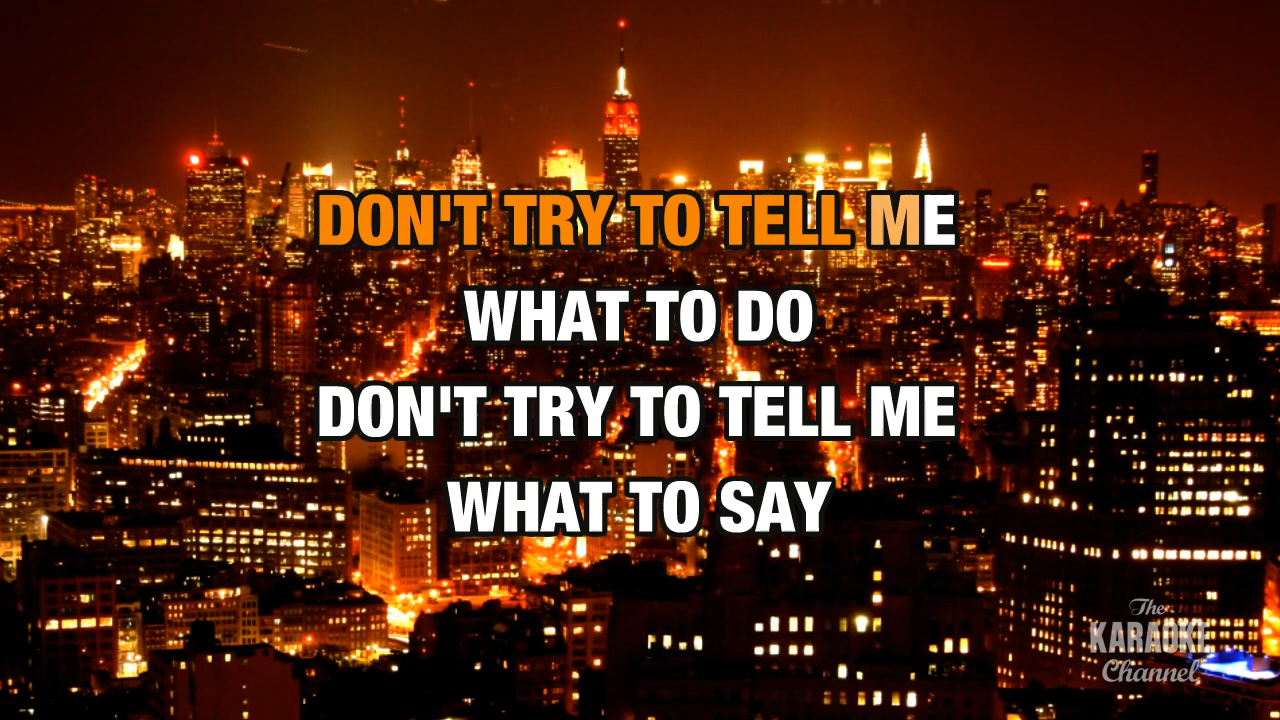 DON'T TRY TO TELL ME
WHAT TO DO
DON'T TRY TO TELL ME
WHAT TO SAY
The
KARAOKE
Channel